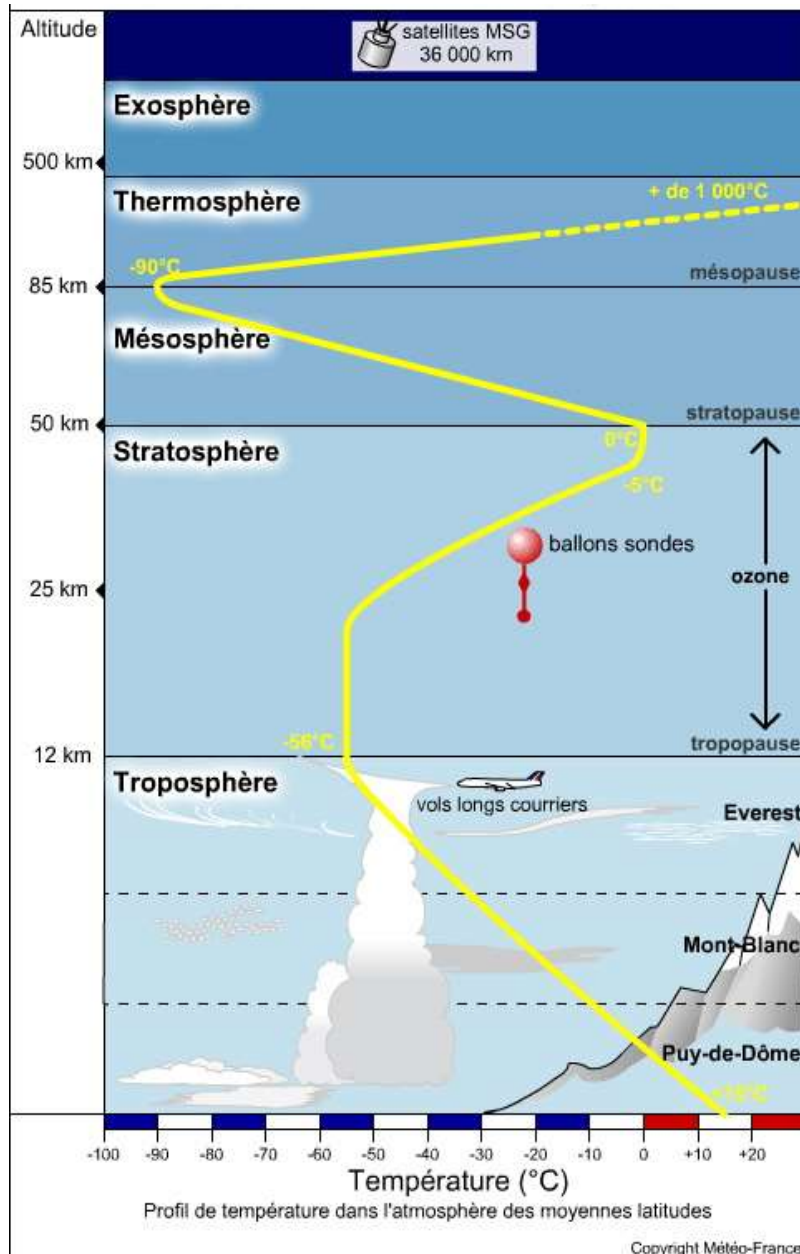 Altitude
satellites MSG
36 000 km
Exosphère
500 km
+ de 1 000°C
Thermosphère
-90°C
mésopause
85 km
Mésosphère
stratopause
50 km
0°C
Stratosphère
-5°C
ballons sondes
ozone
25 km
-56°C
tropopause
12 km
Troposphère
vols longs courriers
Everest
Mont-Blanc
Puy-de-Dôme
+15°C
-100 -90 -80 -70 -60 -50 -40 -30 -20 -10 0 +10 +20
Température (°C)
Profil de température dans l'atmosphère des moyennes latitudes
Copyright Météo-France